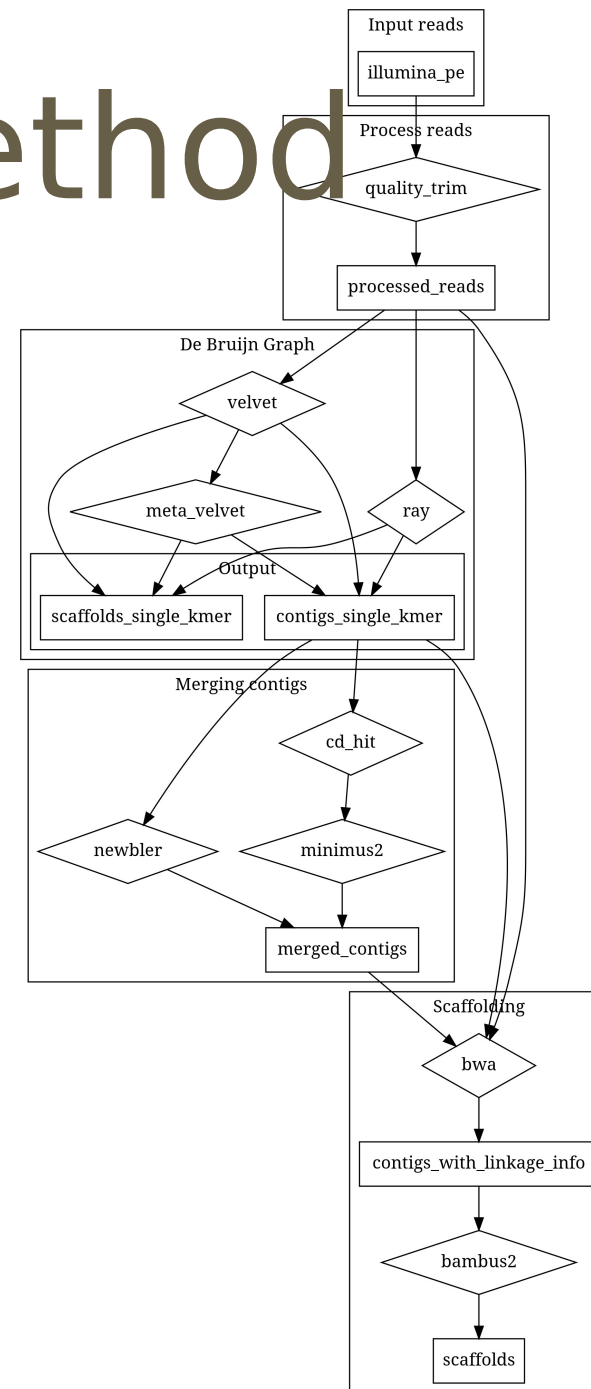 Input reads
illumina_pe
ethod
Process reads
quality_trim
processed_reads
De Bruijn Graph
velvet
meta_velvet
ray
Output
scaffolds_single_kmer
contigs_single_kmer
Merging contigs
cd_hit
newbler
minimus2
merged_contigs
Scaffolding
bwa
contigs_with_linkage_info
bambus2
scaffolds